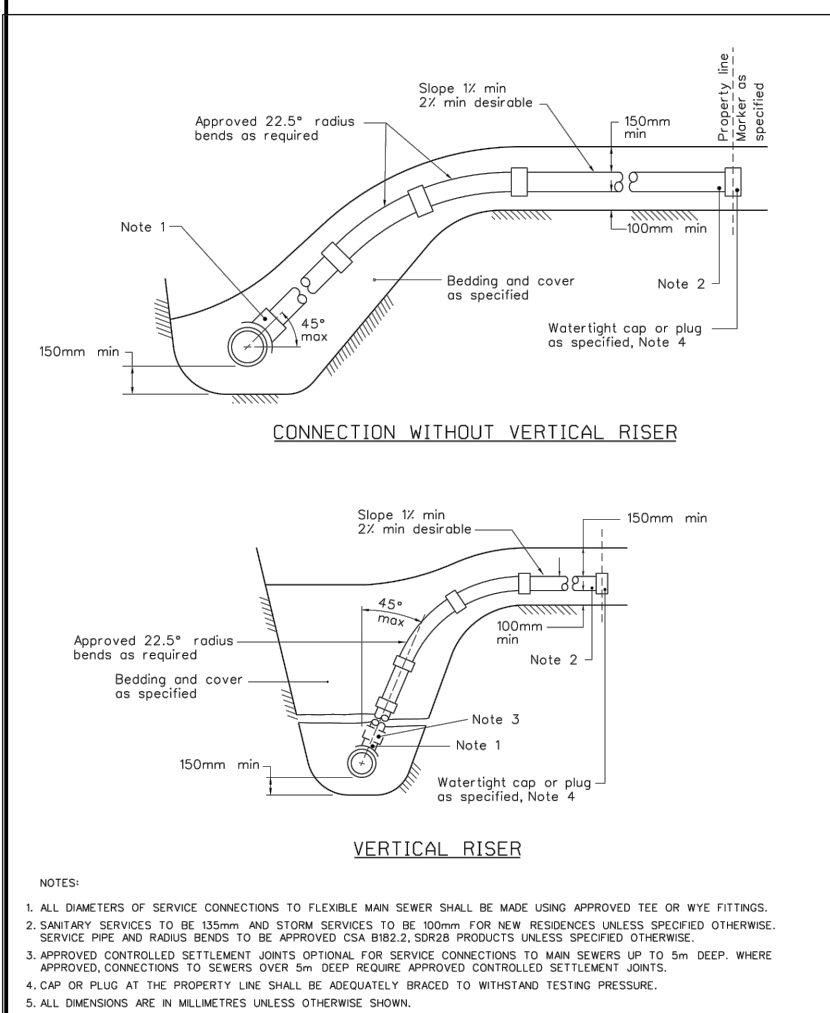 Property line
Marker as
specified
Slope 1% min
2% min desirable
150mm
min
Approved 22.5° radius
bends as required
Note 1
100mm min
Bedding and cover
as specified
Note 2
45°
max
Watertight cap or plug
as specified, Note 4
150mm min
CONNECTION WITHOUT VERTICAL RISER
Slope 1% min
2% min desirable
150mm min
45°
max
100mm
min
Approved 22.5° radius
bends as required
Note 2
Bedding and cover
as specified
Note 3
Note 1
150mm min
Watertight cap or plug
as specified, Note 4
VERTICAL RISER
NOTES:
1. ALL DIAMETERS OF SERVICE CONNECTIONS TO FLEXIBLE MAIN SEWER SHALL BE MADE USING APPROVED TEE OR WYE FITTINGS.
2. SANITARY SERVICES TO BE 135mm AND STORM SERVICES TO BE 100mm FOR NEW RESIDENCES UNLESS SPECIFIED OTHERWISE.
SERVICE PIPE AND RADIUS BENDS TO BE APPROVED CSA B182.2, SDR28 PRODUCTS UNLESS SPECIFIED OTHERWISE.
3. APPROVED CONTROLLED SETTLEMENT JOINTS OPTIONAL FOR SERVICE CONNECTIONS TO MAIN SEWERS UP TO 5m DEEP. WHERE
APPROVED, CONNECTIONS TO SEWERS OVER 5m DEEP REQUIRE APPROVED CONTROLLED SETTLEMENT JOINTS.
4. CAP OR PLUG AT THE PROPERTY LINE SHALL BE ADEQUATELY BRACED TO WITHSTAND TESTING PRESSURE.
5. ALL DIMENSIONS ARE IN MILLIMETRES UNLESS OTHERWISE SHOWN.